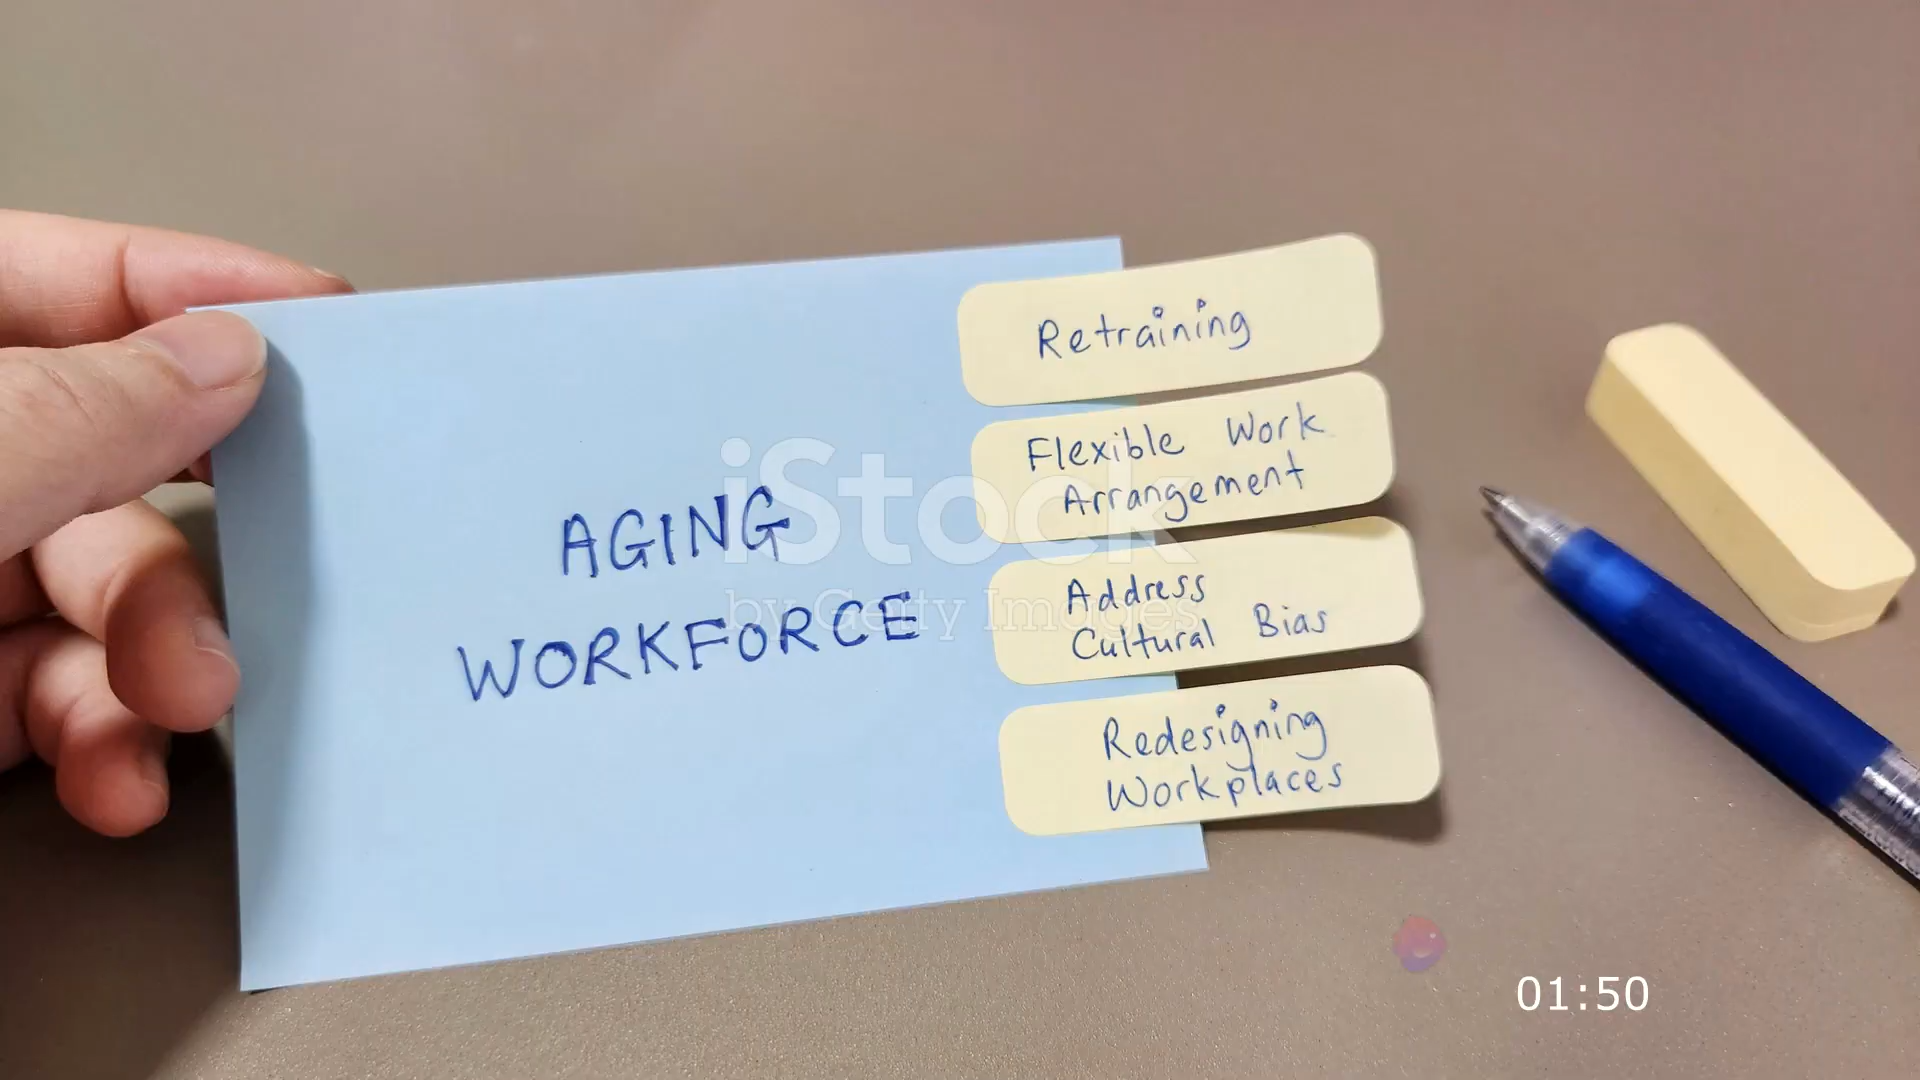 AGING
WORKFORCE
Retraining
Flexible Work
Arrangement
Address
Cultural Bias
Redesigning
Workplaces
iStock
by Getty Images
01:50